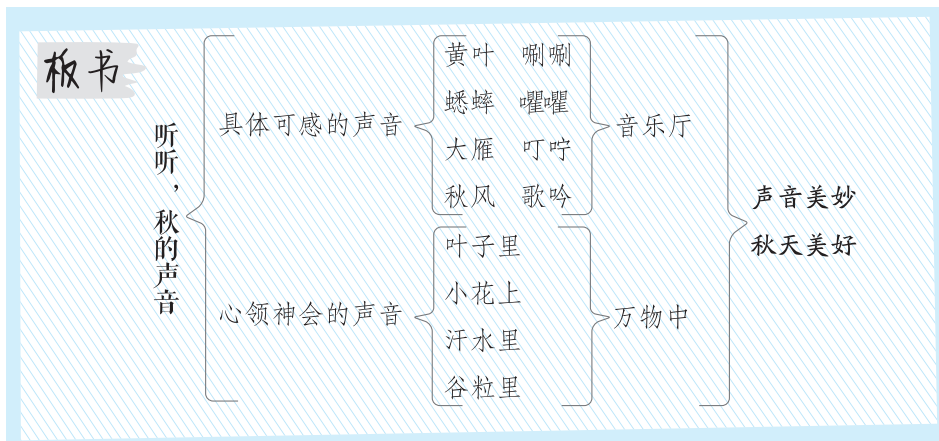 板书
听听，秋的声音
具体可感的声音
黄叶 唰唰
蟋蟀 㘗㘗
大雁 叮咛
秋风 歌吟
音乐厅
心领神会的声音
叶子里
小花上
汗水里
谷粒里
万物中
声音美妙
秋天美好